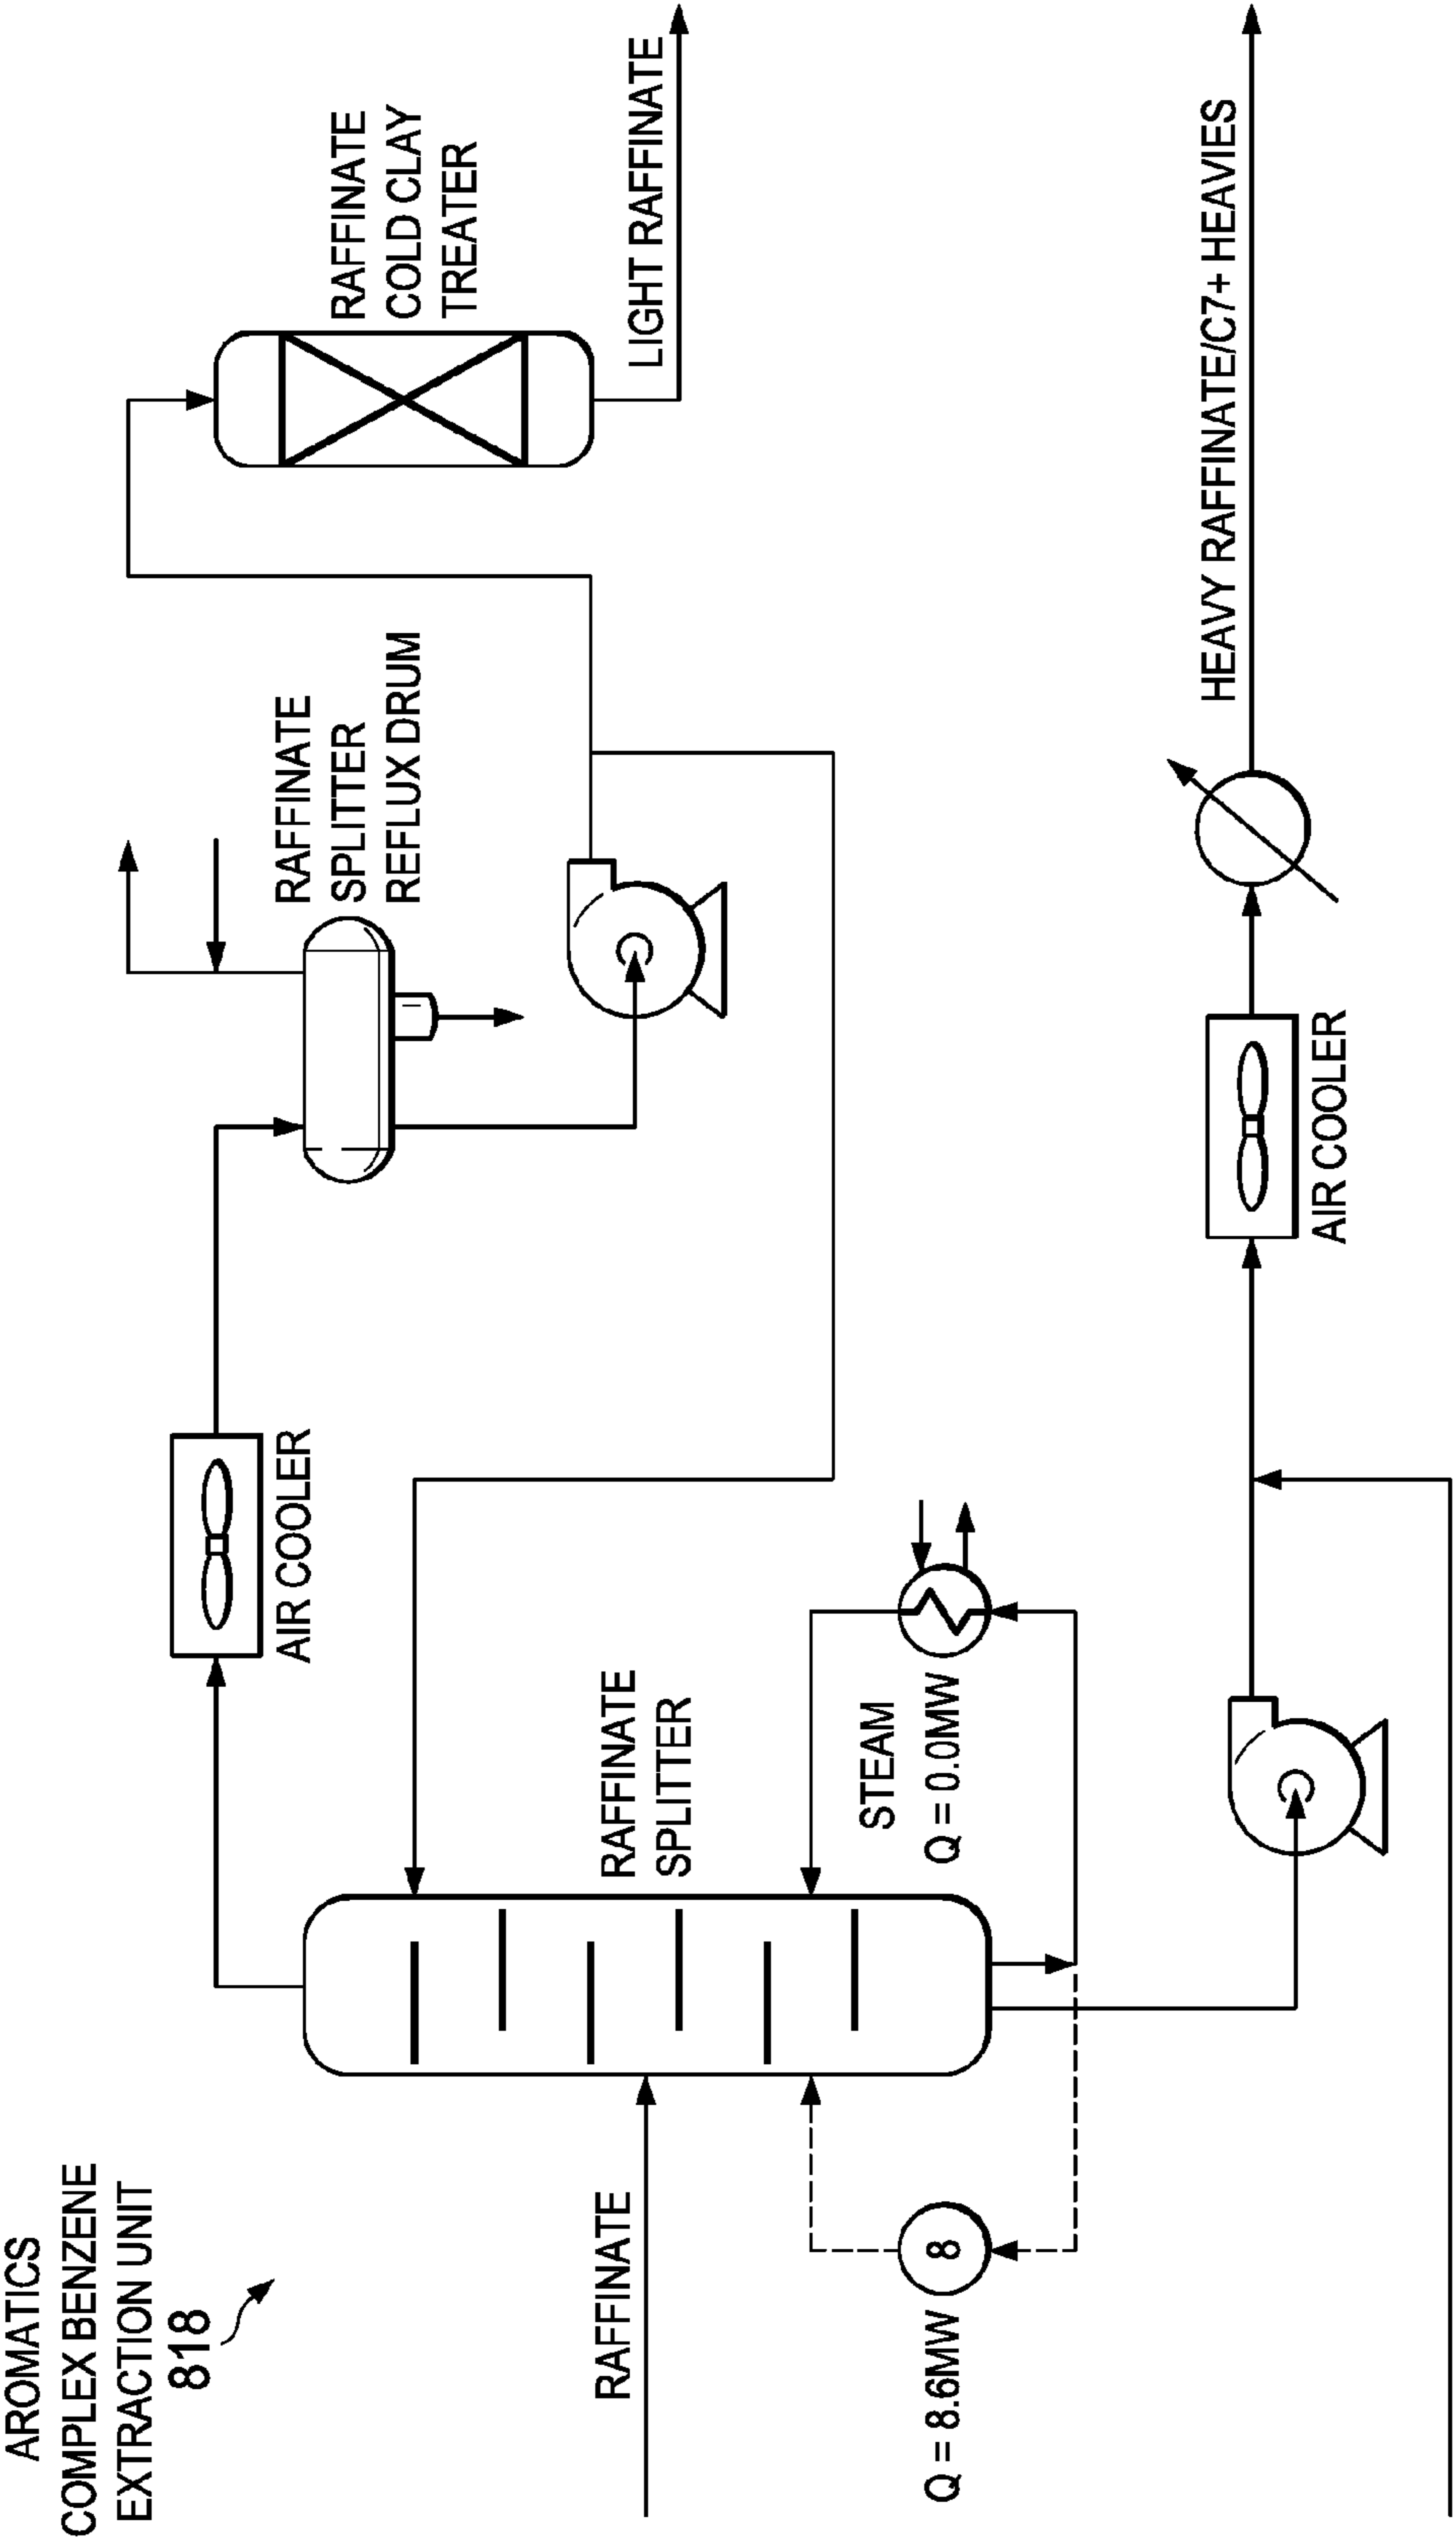 AROMATICS
COMPLEX BENZENE
EXTRACTION UNIT
818
RAFFINATE
Q = 8.6MW
8
RAFFINATE
SPLITTER
STEAM
Q = 0.0MW
AIR COOLER
RAFFINATE
SPLITTER
REFLUX DRUM
RAFFINATE
COLD CLAY
TREATER
LIGHT RAFFINATE
AIR COOLER
HEAVY RAFFINATE/C7+ HEAVIES